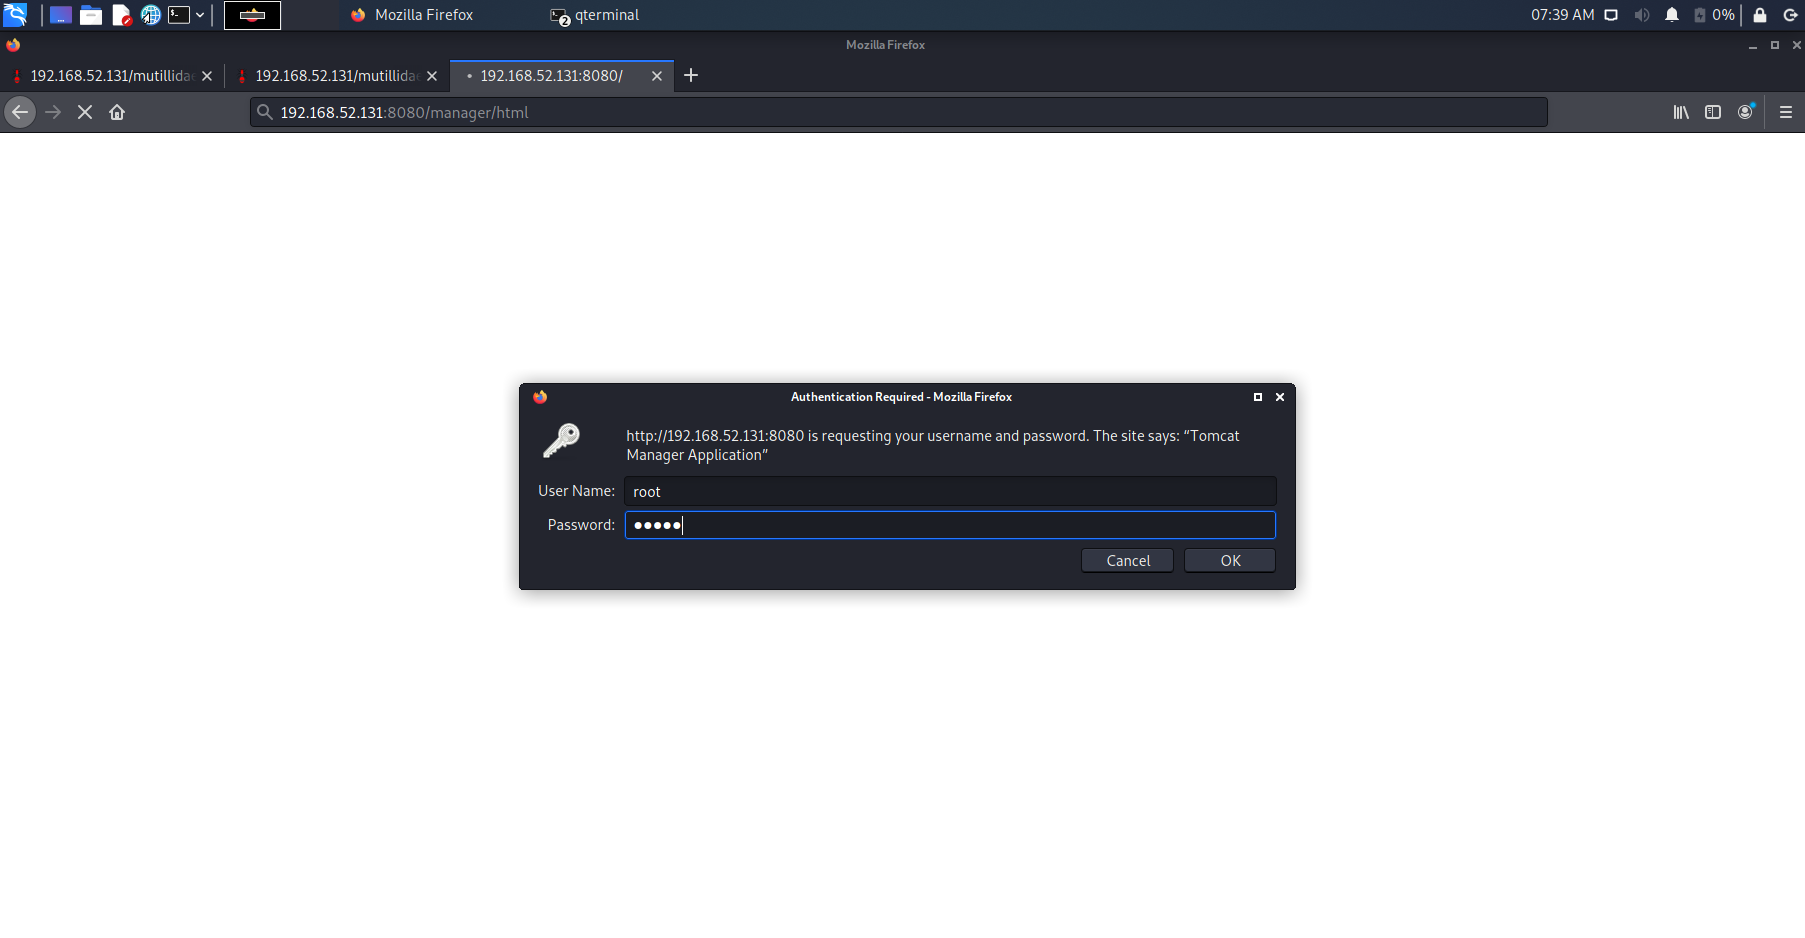 Mozilla Firefox
2 qterminal
07:39 AM
0%
Mozilla Firefox
192.168.52.131/mutillida
192.168.52.131/mutillida
192.168.52.131:8080/
192.168.52.131:8080/manager/html
Authentication Required - Mozilla Firefox
http://192.168.52.131:8080 is requesting your username and password. The site says: “Tomcat
Manager Application”
User Name: root
Password:
Cancel
OK